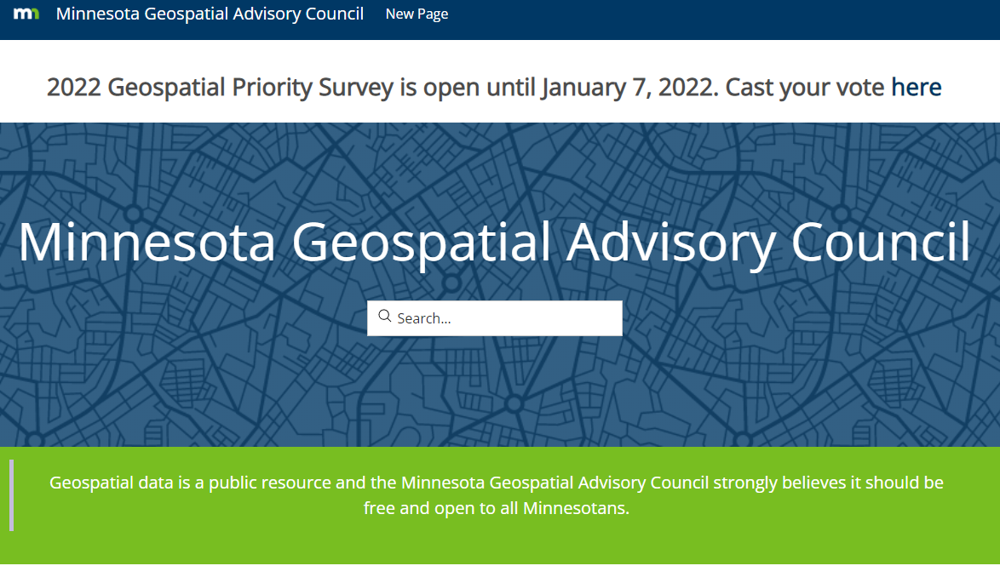 mn Minnesota Geospatial Advisory Council New Page
2022 Geospatial Priority Survey is open until January 7, 2022. Cast your vote here
Minnesota Geospatial Advisory Council
Search...
Geospatial data is a public resource and the Minnesota Geospatial Advisory Council strongly believes it should be
free and open to all Minnesotans.